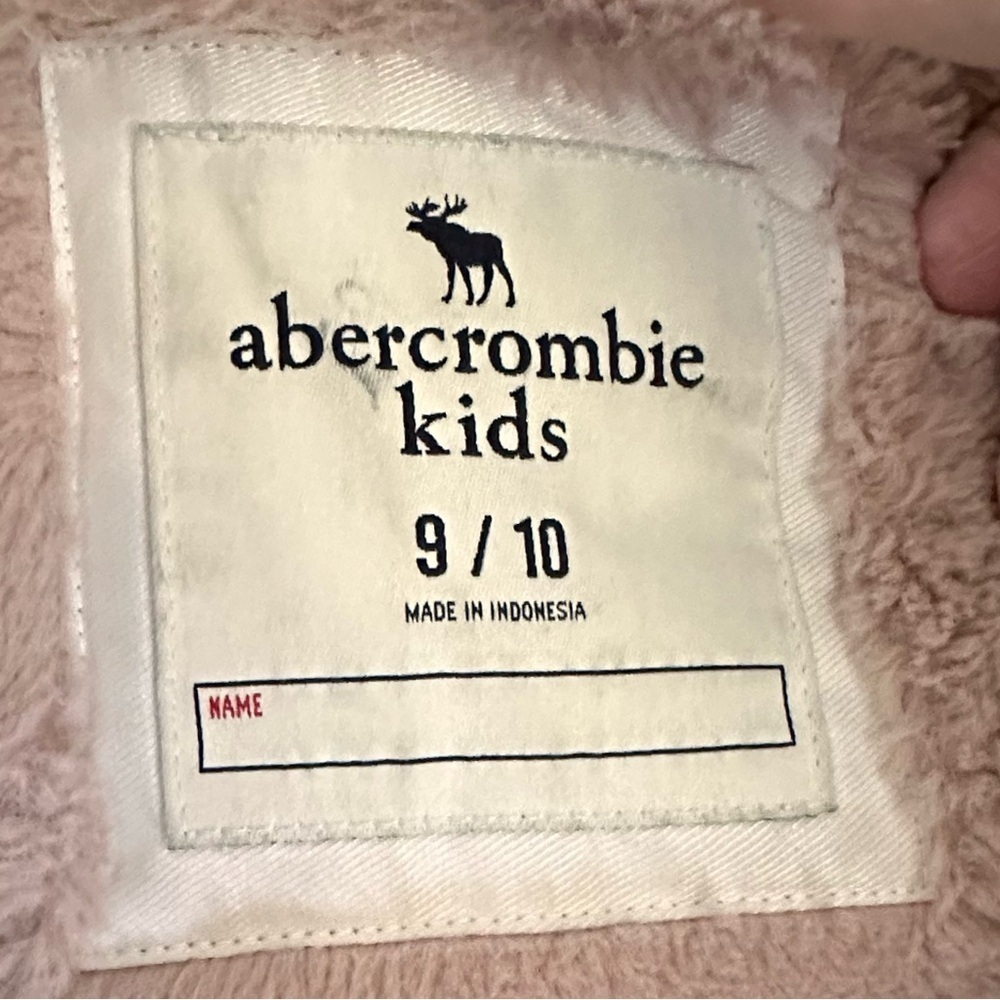 abercrombie
kids
9 / 10
MADE IN INDONESIA
NAME